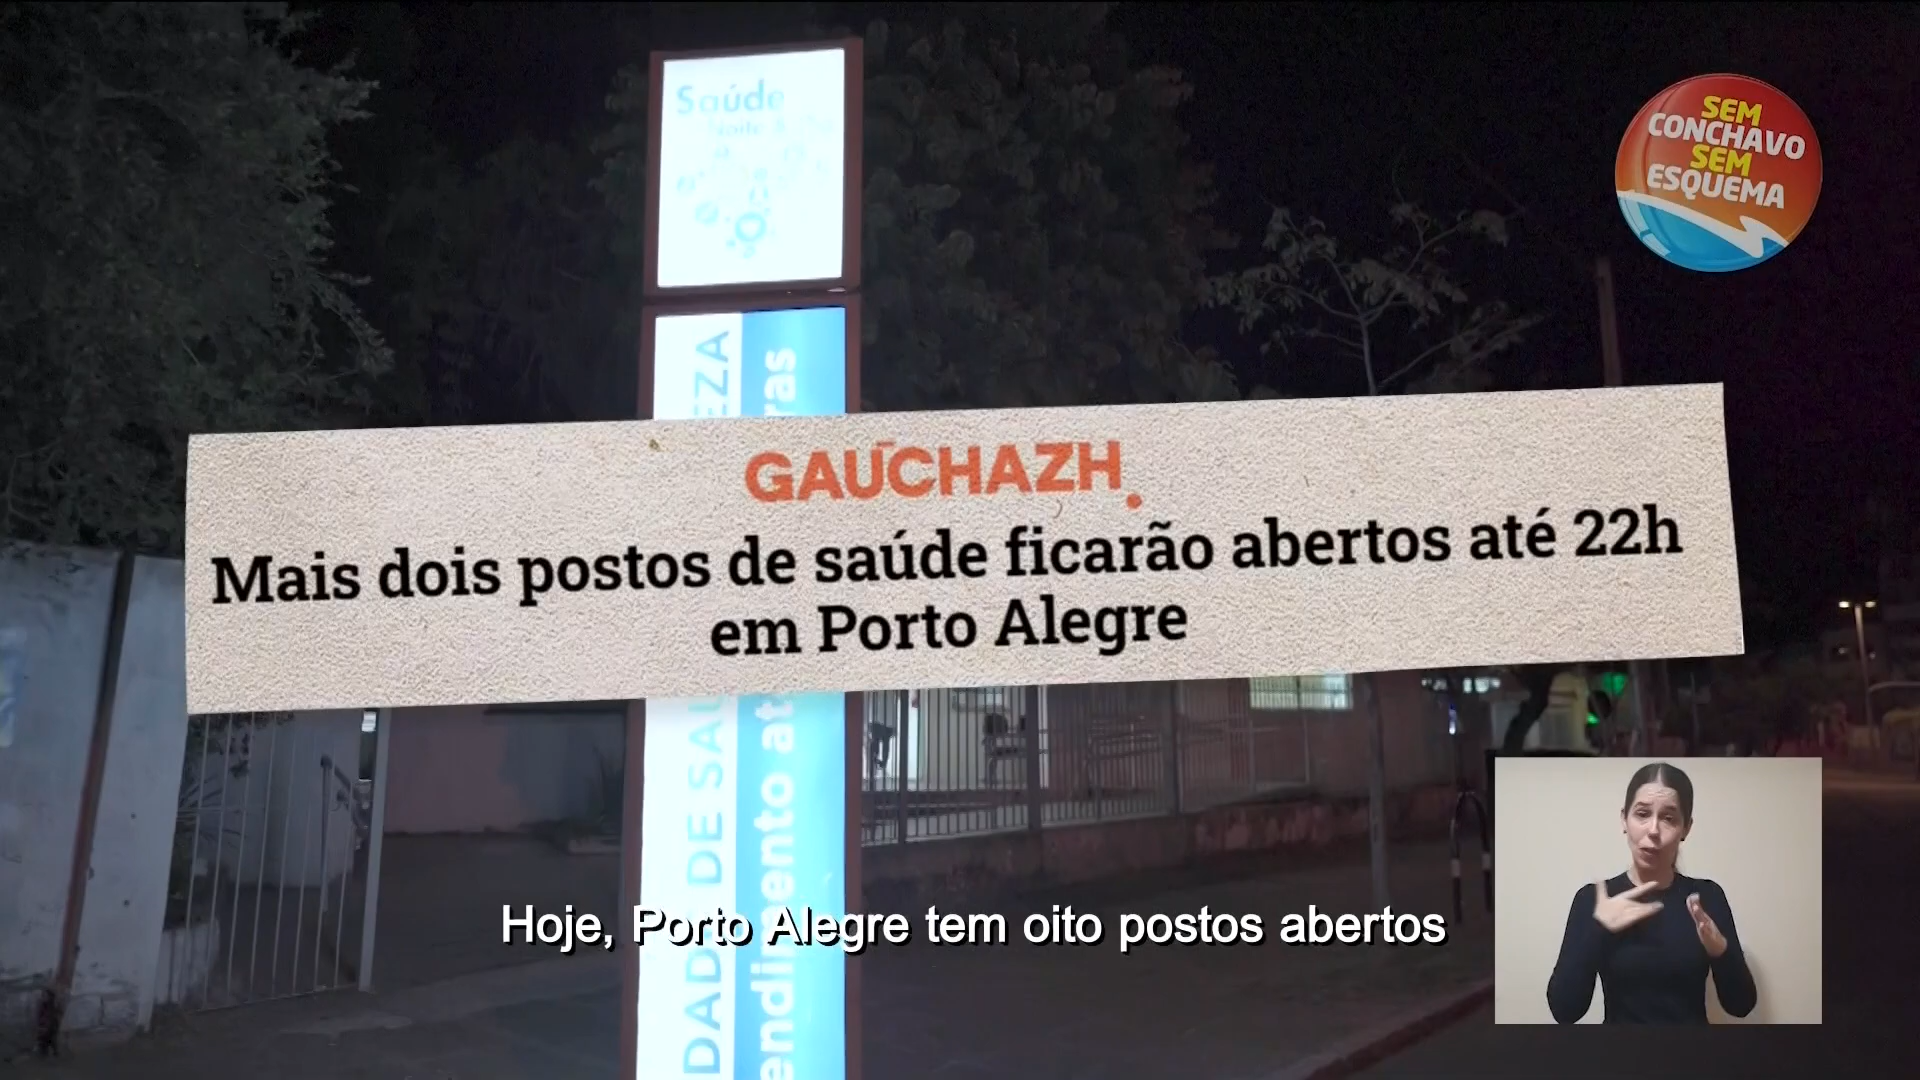 Saúde
SEM
CONCHAVO
SEM
ESQUEMA
GAÚCHAZH.
Mais dois postos de saúde ficarão abertos até 22h
em Porto Alegre
DE
Hoje, Porto Alegre tem oito postos abertos